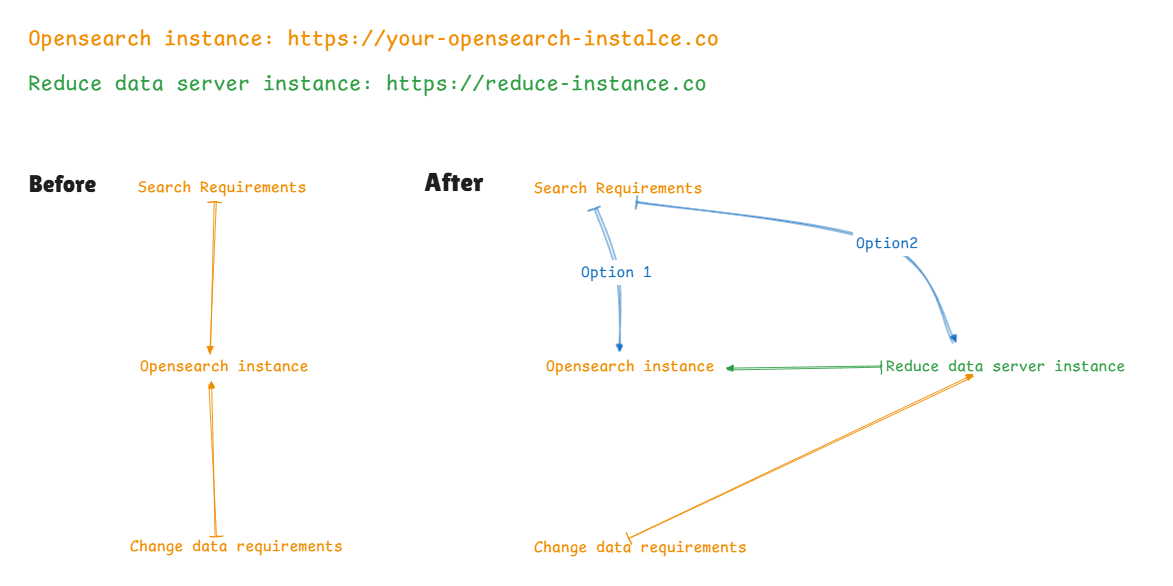 Opensearch instance: https://your-opensearch-instalce.co
Reduce data server instance: https://reduce-instance.co
Before
Search Requirements
Opensearch instance
Change data requirements
After
Search Requirements
Option2
Option 1
Opensearch instance
Reduce data server instance
Change data requirements